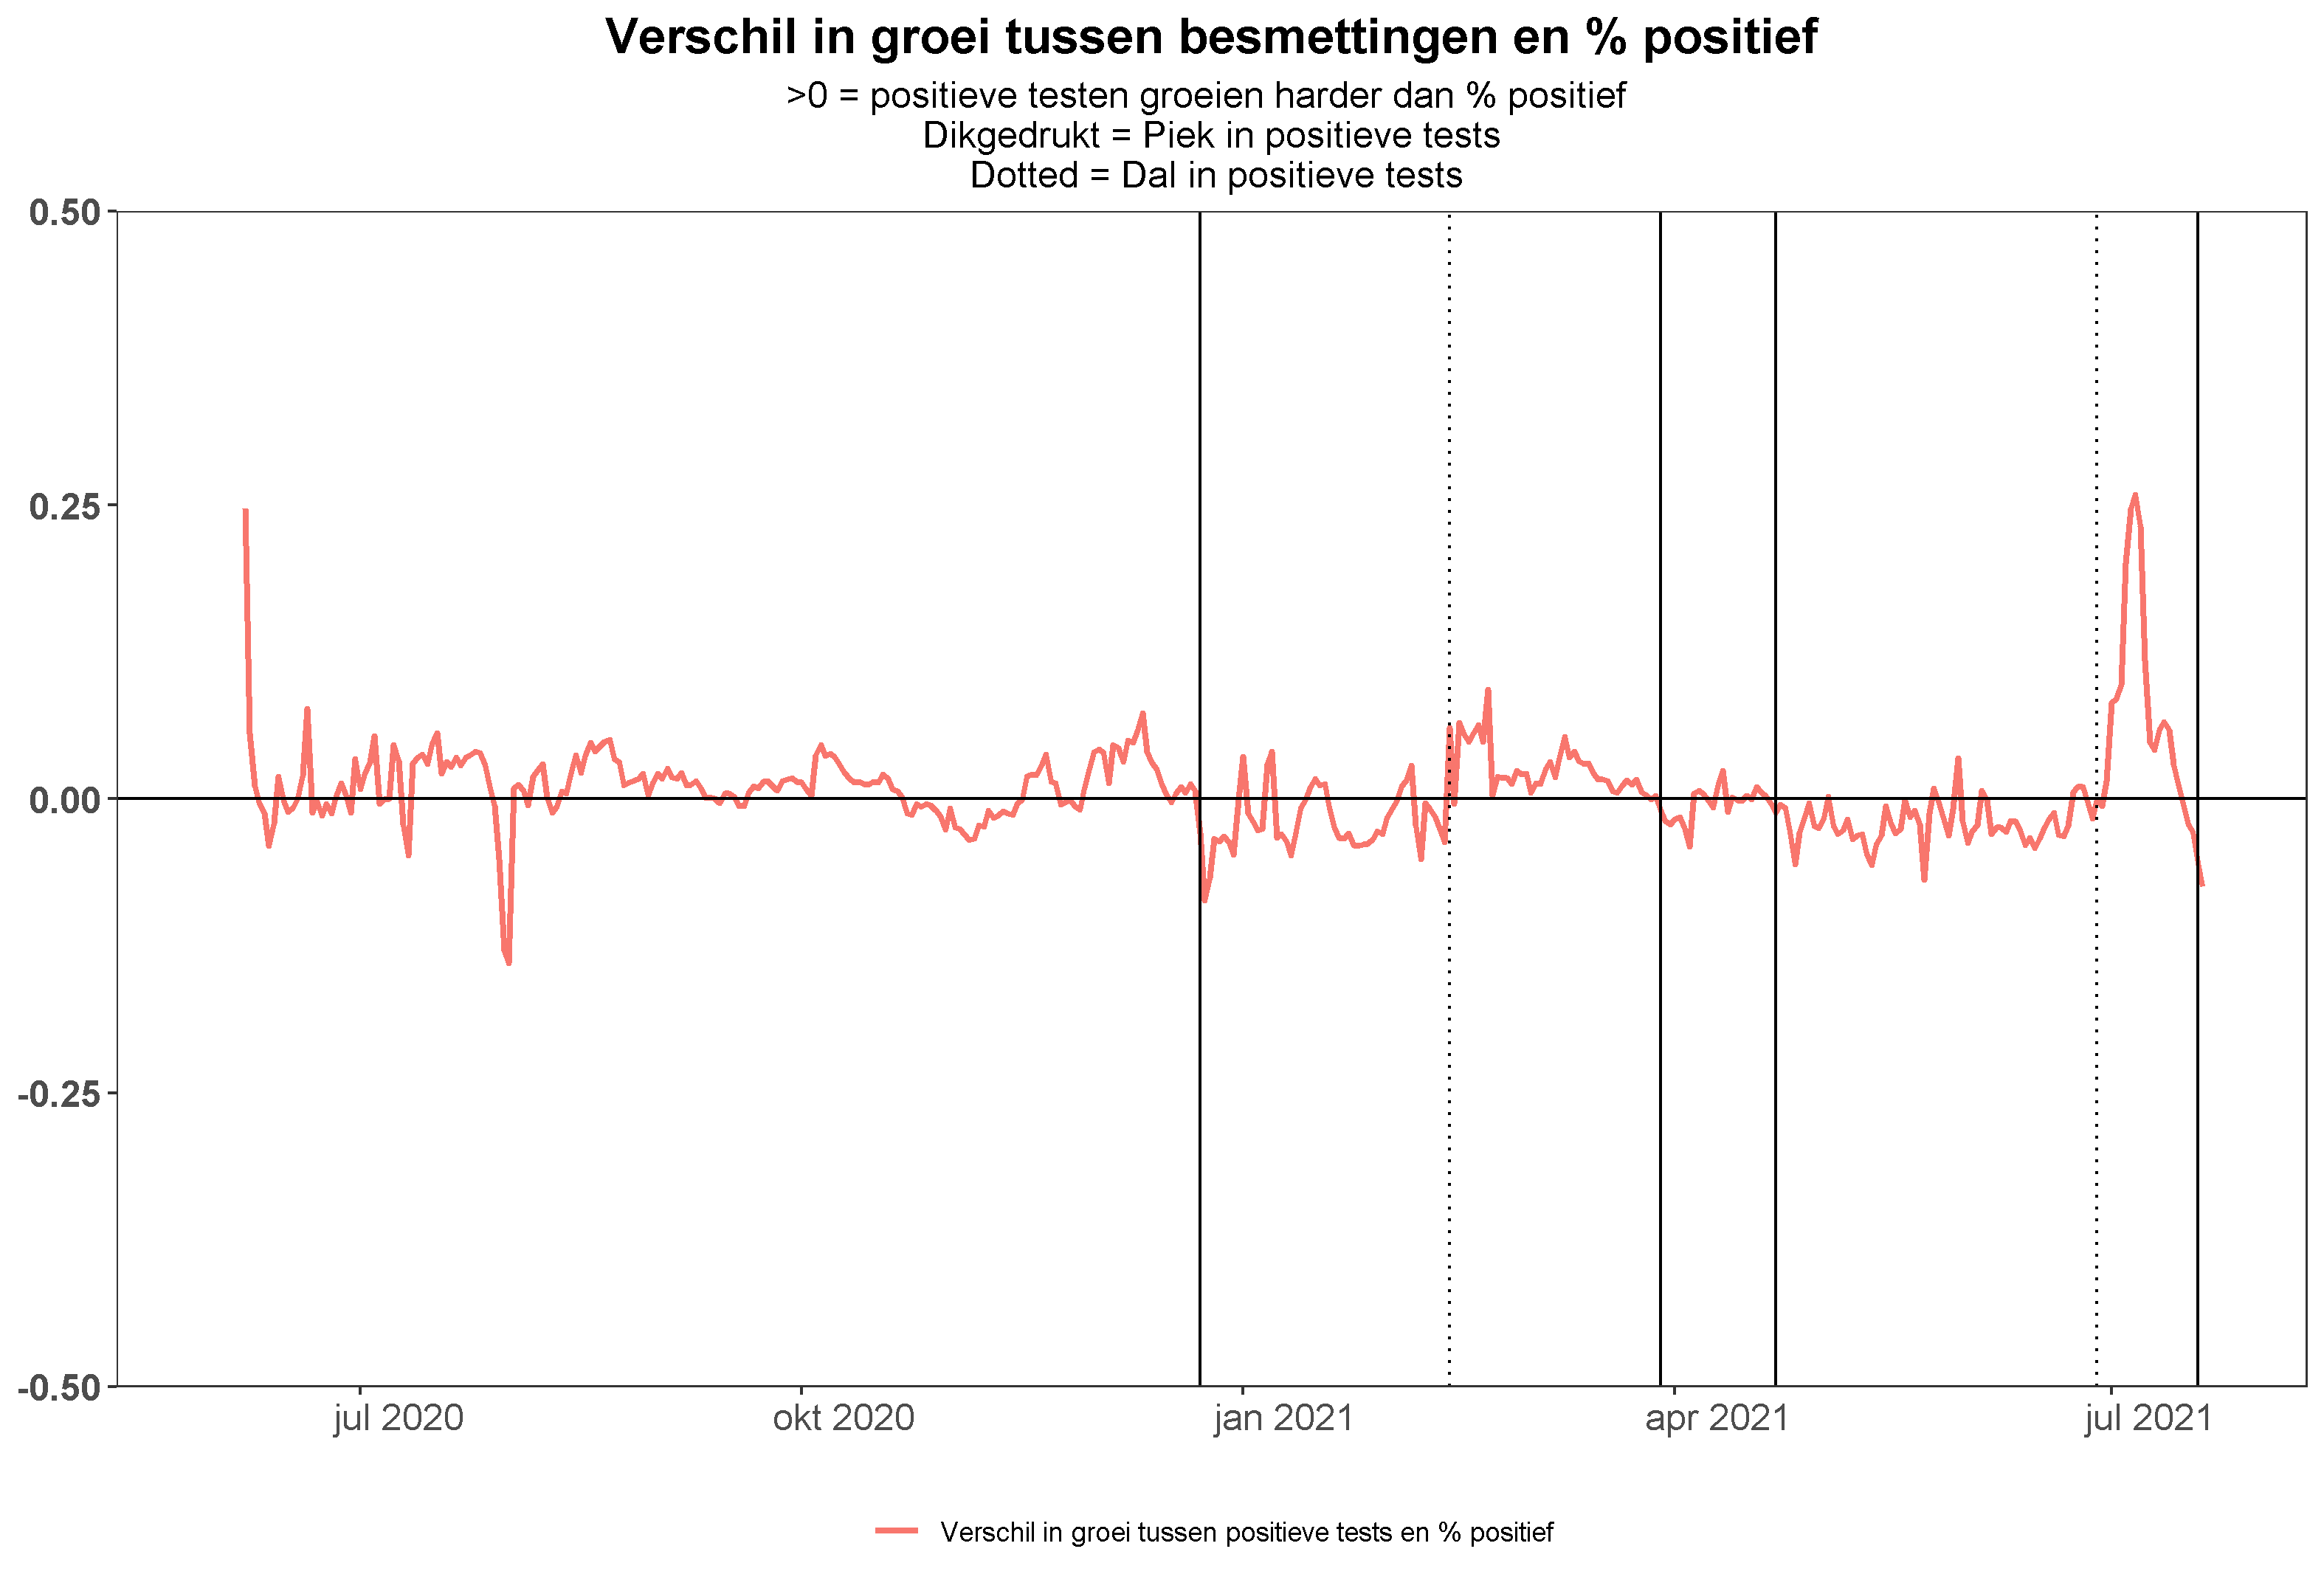 Verschil in groei tussen besmettingen en % positief
>0 = positieve testen groeien harder dan % positief
Dikgedrukt = Piek in positieve tests
Dotted = Dal in positieve tests
0.50
0.25
0.00
-0.25
-0.50
jul 2020
okt 2020
jan 2021
apr 2021
jul 2021
Verschil in groei tussen positieve tests en % positief